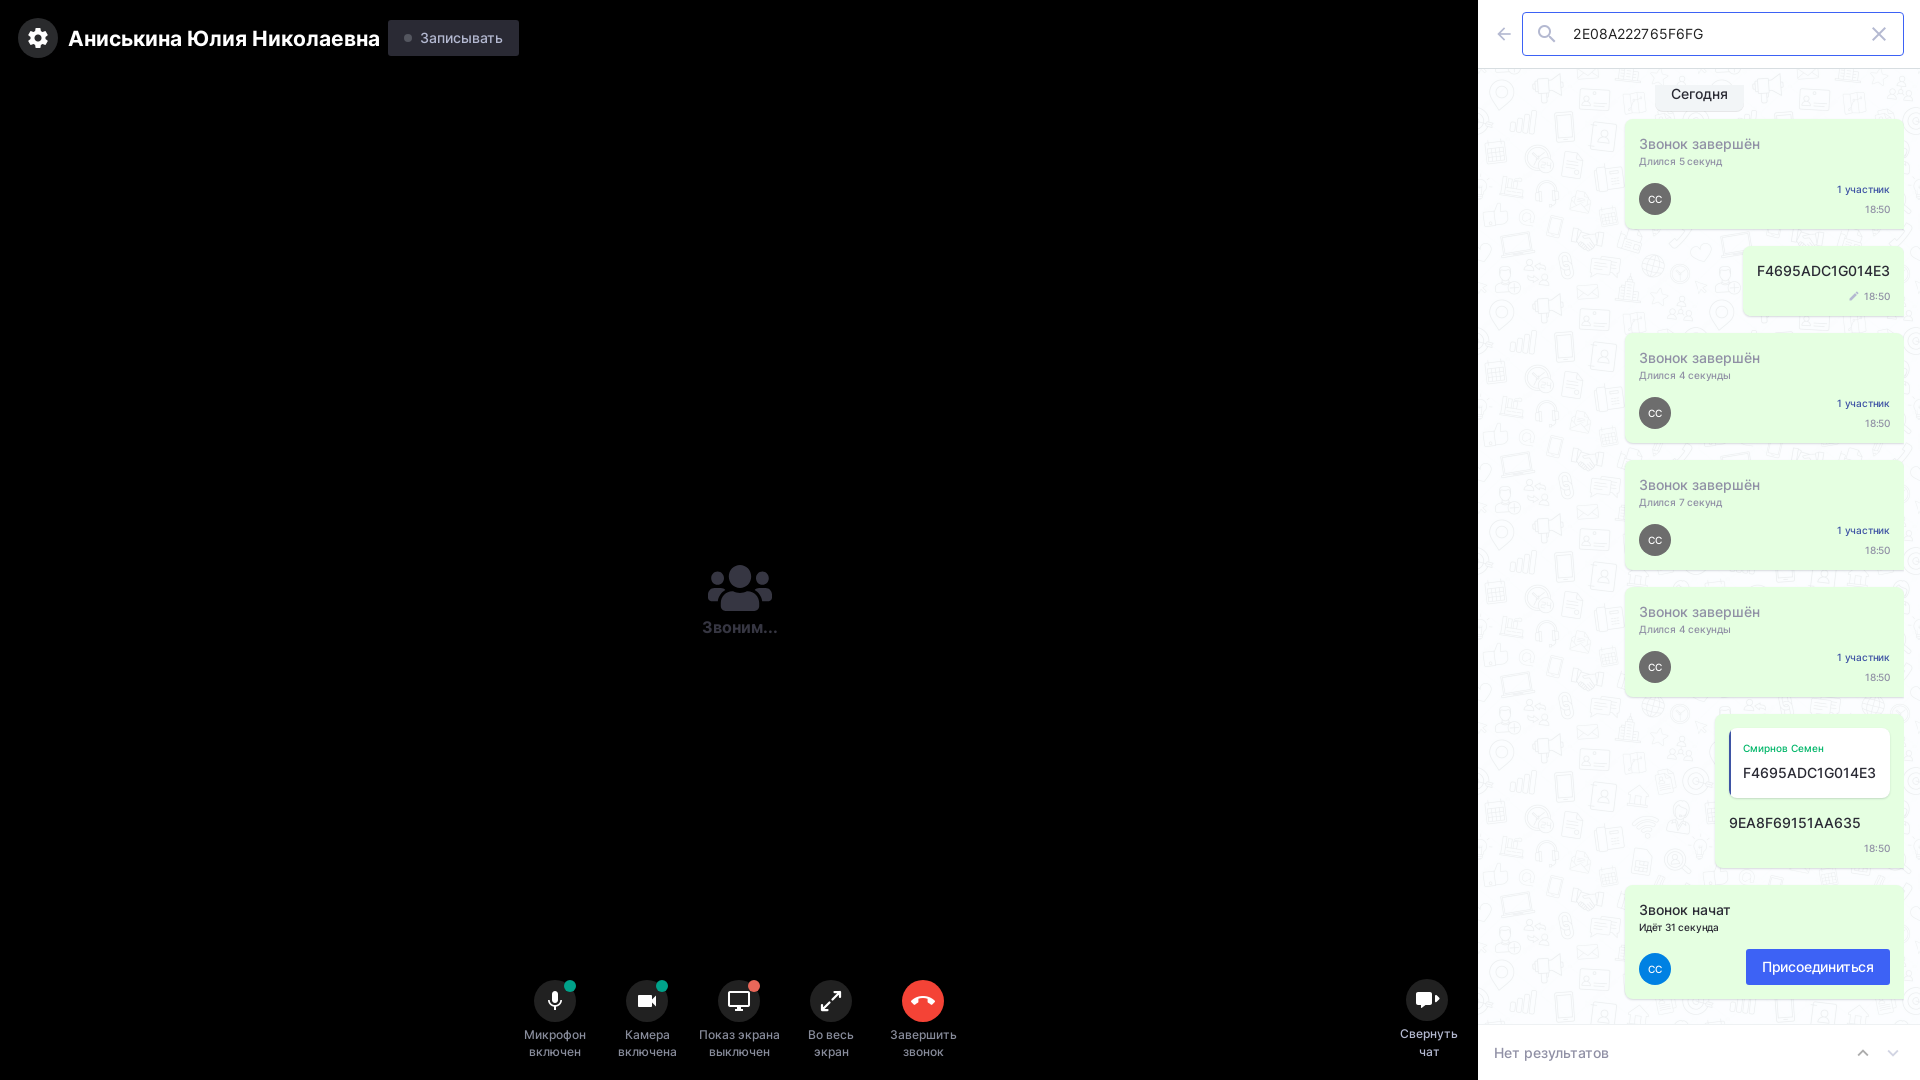 Аниськина Юлия Николаевна
Записывать
2E08A222765F6FG
Сегодня
Звонок завершён
Длился 5 секунд
СС
1 участник
18:50
F4695ADC1G014E3
18:50
Звонок завершён
Длился 4 секунды
СС
1 участник
18:50
Звонок завершён
Длился 7 секунд
СС
1 участник
18:50
Звонок завершён
Длился 4 секунды
СС
1 участник
18:50
Смирнов Семен
F4695ADC1G014E3
9EA8F69151AA635
18:50
Звонок начат
Идёт 31 секунда
СС
Присоединиться
Звоним...
Микрофон
включен
Камера
включена
Показ экрана
выключен
Во весь
экран
Завершить
звонок
Свернуть
чат
Нет результатов